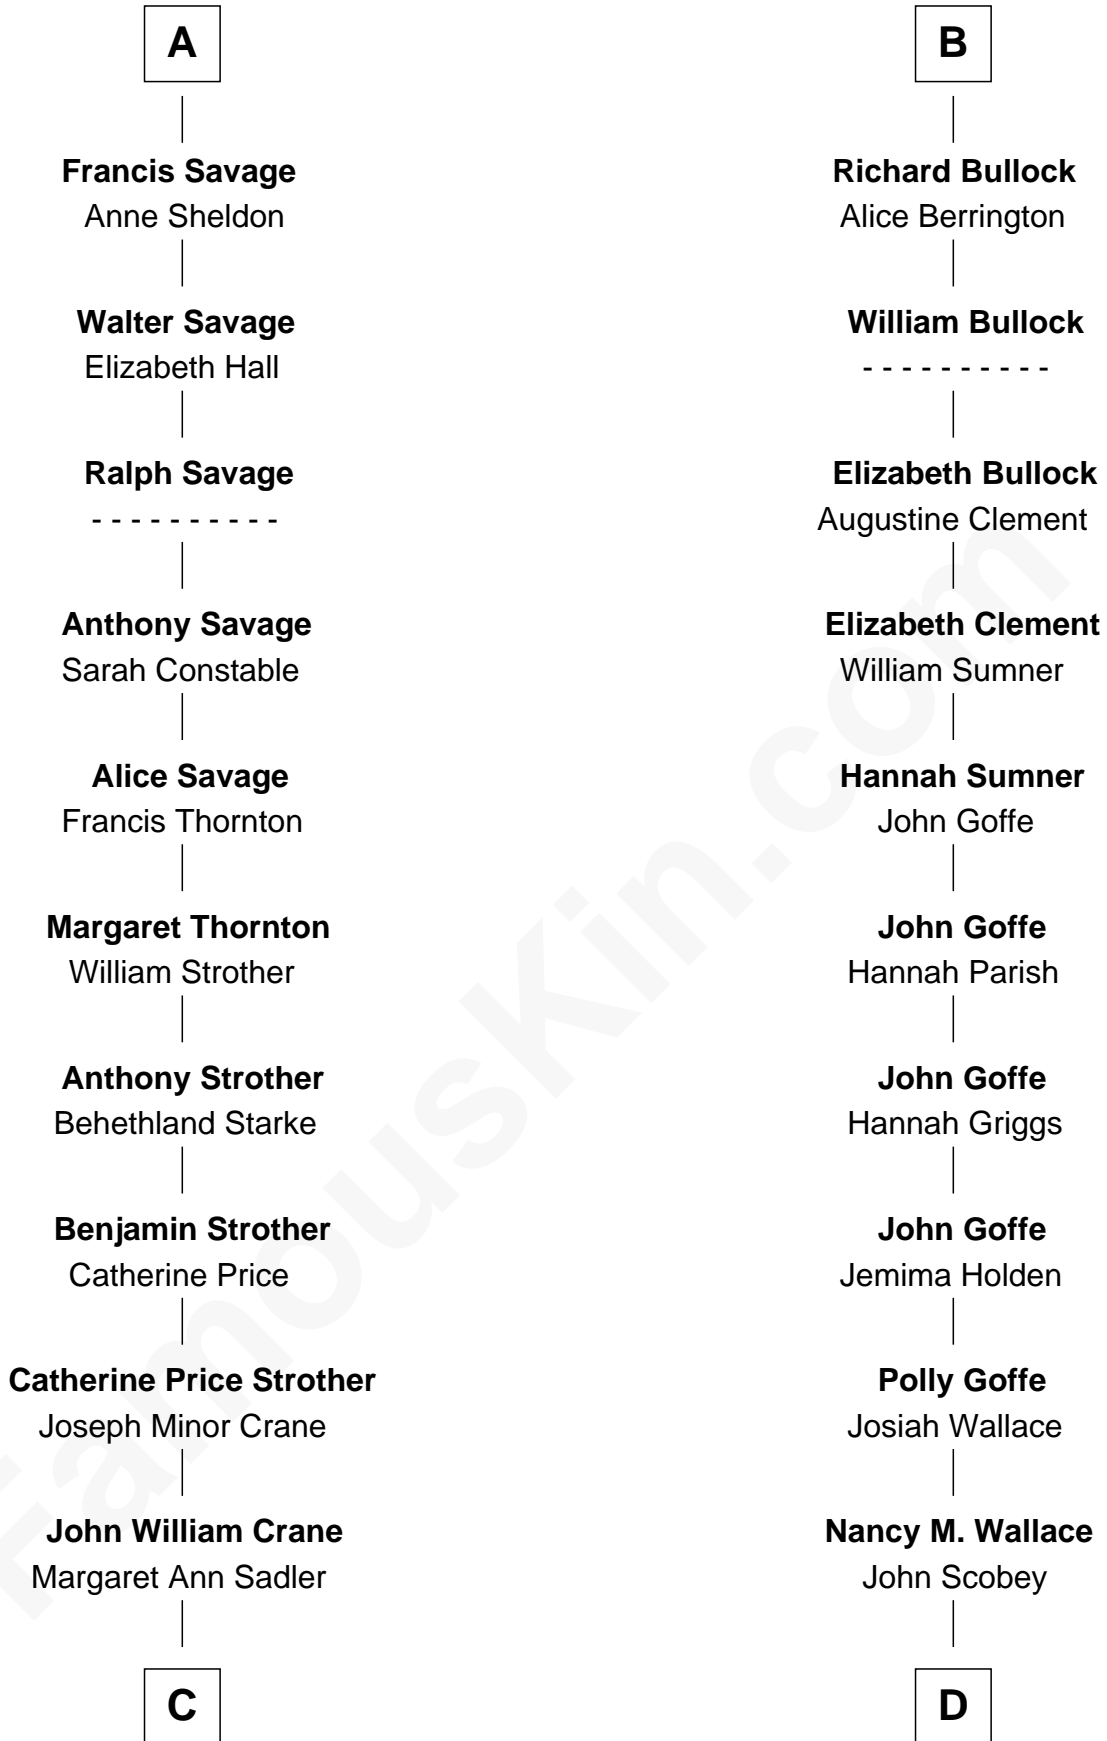 A
Francis Savage
Anne Sheldon
Walter Savage
Elizabeth Hall
Ralph Savage
- - - - - - - - - -
Anthony Savage
Sarah Constable
Alice Savage
Francis Thornton
Margaret Thornton
William Strother
Anthony Strother
Behethland Starke
Benjamin Strother
Catherine Price
Catherine Price Strother
Joseph Minor Crane
John William Crane
Margaret Ann Sadler
C
B
Richard Bullock
Alice Berrington
William Bullock
- - - - - - - - - -
Elizabeth Bullock
Augustine Clement
Elizabeth Clement
William Sumner
Hannah Sumner
John Goffe
John Goffe
Hannah Parish
John Goffe
Hannah Griggs
John Goffe
Jemima Holden
Polly Goffe
Josiah Wallace
Nancy M. Wallace
John Scobey
D
FamousKin.com